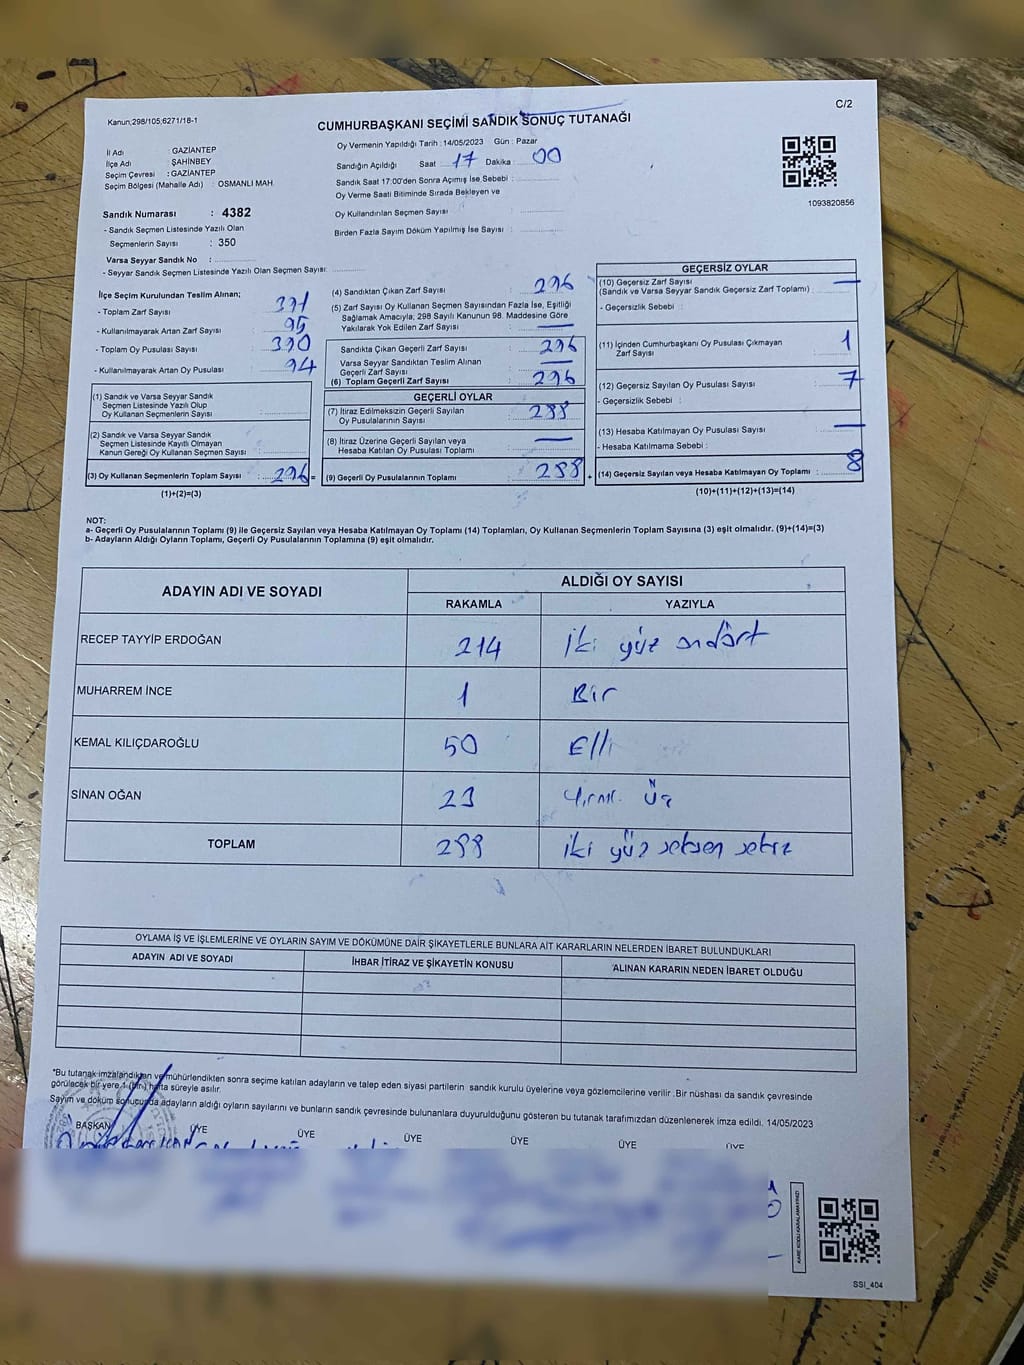 C/2
Kanun:298/105,6271/18-1
CUMHURBAŞKANI SEÇİMİ SANDIK SONUÇ TUTANAĞI
Oy Vermenin Yapıldığı Tarih : 14/05/2023 Gün : Pazar
İl Adı : GAZİANTEP
İlçe Adı : ŞAHİNBEY
Seçim Çevresi : GAZİANTEP
Seçim Bölgesi (Mahalle Adı) : OSMANLI MAH.
Sandığın Açıldığı Saat 17 Dakika 00
Sandık Saat 17:00'den Sonra Açımış İse Sebebi :
Oy Verme Saati Bitiminde Sırada Bekleyen ve
Oy Kullandırılan Seçmen Sayısı :
Birden Fazla Sayım Döküm Yapılmış İse Sayısı :
1093820856
Sandık Numarası : 4382
- Sandık Seçmen Listesinde Yazılı Olan
Seçmenlerin Sayısı : 350
Varsa Seyyar Sandık No :
- Seyyar Sandık Seçmen Listesinde Yazılı Olan Seçmen Sayısı:
İlçe Seçim Kurulundan Teslim Alınan;
- Toplam Zarf Sayısı : 391
- Kullanılmayarak Artan Zarf Sayısı : 95
- Toplam Oy Pusulası Sayısı : 390
- Kullanılmayarak Artan Oy Pusulası : 94
(1) Sandık ve Varsa Seyyar Sandık
Seçmen Listesinde Yazılı Olup
Oy Kullanan Seçmenlerin Sayısı :
(2) Sandık ve Varsa Seyyar Sandık
Seçmen Listesinde Kayıtlı Olmayan
Kanun Gereği Oy Kullanan Seçmen Sayısı :
(3) Oy Kullanan Seçmenlerin Toplam Sayısı : 296 =
(1)+(2)=(3)
(4) Sandıktan Çıkan Zarf Sayısı : 296
(5) Zarf Sayısı Oy Kullanan Seçmen Sayısından Fazla İse, Eşitliği
Sağlamak Amacıyla, 298 Sayılı Kanunun 98. Maddesine Göre
Yakılarak Yok Edilen Zarf Sayısı : —
Sandıkta Çıkan Geçerli Zarf Sayısı : 296
Varsa Seyyar Sandıktan Teslim Alınan
Geçerli Zarf Sayısı : —
(6) Toplam Geçerli Zarf Sayısı : 296
GEÇERLİ OYLAR
(7) İtiraz Edilmeksizin Geçerli Sayılan
Oy Pusulalarının Sayısı : 288
(8) İtiraz Üzerine Geçerli Sayılan veya
Hesaba Katılan Oy Pusulası Toplamı : —
(9) Geçerli Oy Pusulalarının Toplamı : 288 +
GEÇERSİZ OYLAR
(10) Geçersiz Zarf Sayısı —
(Sandık ve Varsa Seyyar Sandık Geçersiz Zarf Toplamı) :
- Geçersizlik Sebebi :
(11) İçinden Cumhurbaşkanı Oy Pusulası Çıkmayan
Zarf Sayısı : 1
(12) Geçersiz Sayılan Oy Pusulası Sayısı : 7
- Geçersizlik Sebebi :
(13) Hesaba Katılmayan Oy Pusulası Sayısı : —
- Hesaba Katılmama Sebebi :
(14) Geçersiz Sayılan veya Hesaba Katılmayan Oy Toplamı : 8
(10)+(11)+(12)+(13)=(14)
NOT:
a- Geçerli Oy Pusulalarının Toplamı (9) ile Geçersiz Sayılan veya Hesaba Katılmayan Oy Toplamı (14) Toplamları, Oy Kullanan Seçmenlerin Toplam Sayısına (3) eşit olmalıdır. (9)+(14)=(3)
b- Adayların Aldığı Oyların Toplamı, Geçerli Oy Pusulalarının Toplamına (9) eşit olmalıdır.
ADAYIN ADI VE SOYADI
ALDIĞI OY SAYISI
RAKAMLA YAZIYLA
RECEP TAYYİP ERDOĞAN 214 iki yüz ondört
MUHARREM İNCE 1 Bir
KEMAL KILIÇDAROĞLU 50 Elli
SİNAN OĞAN 23 Yirmi Üç
TOPLAM 288 iki yüz seksen sekiz
OYLAMA İŞ VE İŞLEMLERİNE VE OYLARIN SAYIM VE DÖKÜMÜNE DAİR ŞİKAYETLERLE BUNLARA AİT KARARLARIN NELERDEN İBARET BULUNDUKLARI
ADAYIN ADI VE SOYADI İHBAR İTİRAZ VE ŞİKAYETİN KONUSU ALINAN KARARIN NEDEN İBARET OLDUĞU
*Bu tutanak imzalandıktan ve mühürlendikten sonra seçime katılan adayların ve talep eden siyasi partilerin sandık kurulu üyelerine veya gözlemcilerine verilir .Bir nüshası da sandık çevresinde
görülecek bir yere 1 (bir) hafta süreyle asılır.
Sayım ve döküm sonucunda adayların aldığı oyların sayılarını ve bunların sandık çevresinde bulunanlara duyurulduğunu gösteren bu tutanak tarafımızdan düzenlenerek imza edildi. 14/05/2023
BAŞKAN ÜYE ÜYE ÜYE ÜYE ÜYE ÜYE
KARE KODU KARALAMAYINIZ!
SSI_404